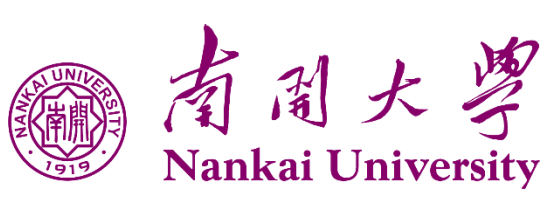 NANKAI UNIVERSITY
南開
· 1919 ·
南開大學
Nankai University